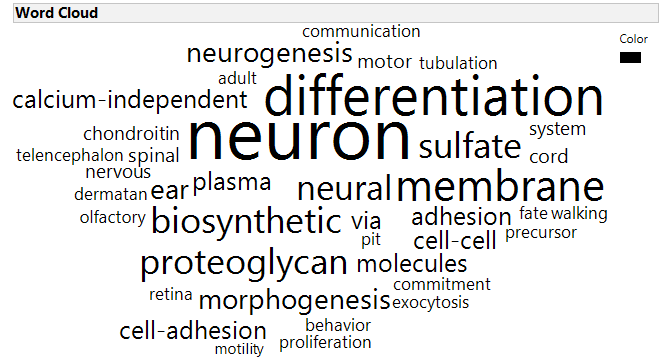 Word Cloud
communication
Color
neurogenesis
motor
tubulation
adult
calcium-independent
differentiation
chondroitin
neuron
sulfate
system
telencephalon
spinal
cord
nervous
dermatan
ear
plasma
neural
membrane
olfactory
biosynthetic
via
adhesion
fate
walking
pit
cell-cell
precursor
proteoglycan
molecules
commitment
retina
morphogenesis
exocytosis
cell-adhesion
behavior
motility
proliferation